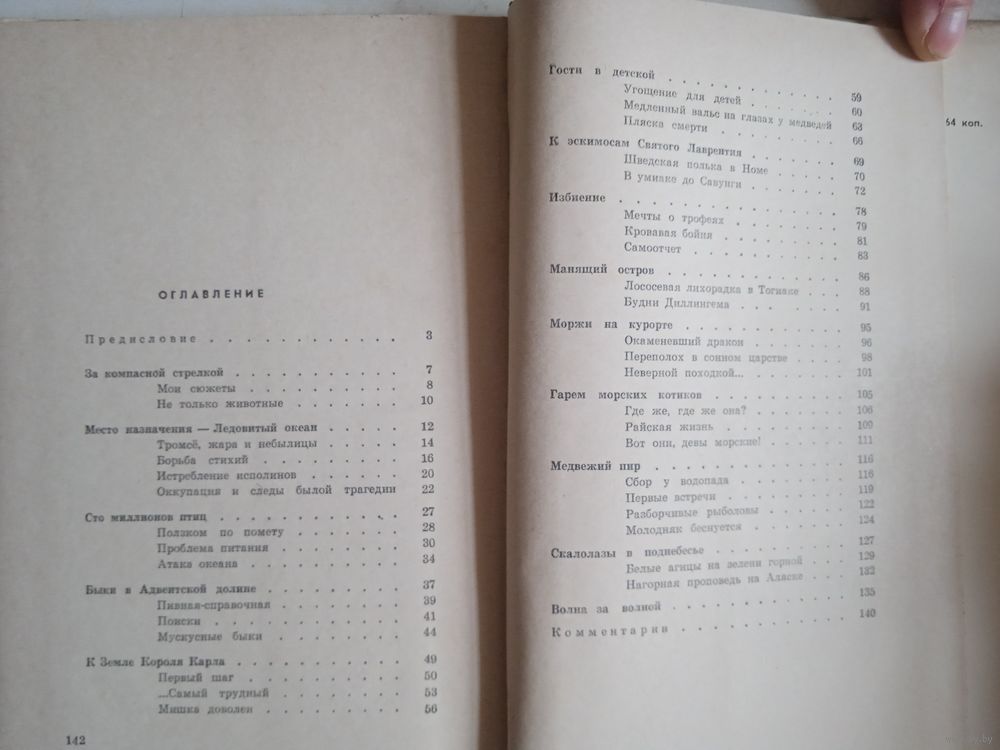 ОГЛАВЛЕНИЕ
Предисловие . . . . . . . . . . . . 3
За компасной стрелкой . . . . . . . . . . 7
Мои сюжеты . . . . . . . . . 8
Не только животные . . . . . . . 10
Место назначения — Ледовитый океан . . . . . 12
Тромсё, жара и небылицы . . . . . 14
Борьба стихий . . . . . . . . . 16
Истребление исполинов . . . . . . 20
Оккупация и следы былой трагедии 22
Сто миллионов птиц . . . . . . . . . . . 27
Ползком по помету . . . . . . . 28
Проблема питания . . . . . . . . 30
Атака океана . . . . . . . . . 34
Быки в Адвентской долине . . . . . . . . 37
Пивная-справочная . . . . . . . 39
Поиски . . . . . . . . . . . 41
Мускусные быки . . . . . . . . 44
К Земле Короля Карла . . . . . . . . . . 49
Первый шаг . . . . . . . . . 50
...Самый трудный . . . . . . . . 53
Мишка доволен . . . . . . . . 56
142
Гости в детской . . . . . . . . . . . . 59
Угощение для детей . . . . . . . 60
Медленный вальс на глазах у медведей 63
Пляска смерти . . . . . . . . 66
К эскимосам Святого Лаврентия . . . . . . 69
Шведская полька в Номе . . . . . 70
В умиаке до Савунги . . . . . . 72
Избиение . . . . . . . . . . . . . 78
Мечты о трофеях . . . . . . . 79
Кровавая бойня . . . . . . . . 81
Самоотчет . . . . . . . . . . 83
Манящий остров . . . . . . . . . . . 86
Лососевая лихорадка в Тогиаке . . . 88
Будни Диллингема . . . . . . . 91
Моржи на курорте . . . . . . . . . . 95
Окаменевший дракон . . . . . . 96
Переполох в сонном царстве . . . . 98
Неверной походкой... . . . . . . . 101
Гарем морских котиков . . . . . . . . 105
Где же, где же она? . . . . . . 106
Райская жизнь . . . . . . . . 109
Вот они, девы морские! . . . . . 111
Медвежий пир . . . . . . . . . . . 116
Сбор у водопада . . . . . . . 116
Первые встречи . . . . . . . . 119
Разборчивые рыболовы . . . . . 122
Молодняк беснуется . . . . . . 124
Скалолазы в поднебесье . . . . . . . . 127
Белые агнцы на зелени горной . . . 129
Нагорная проповедь на Аляске . . . 132
Волна за волной . . . . . . . . . . . 135
Комментарии . . . . . . . . . . . 140
64 коп.